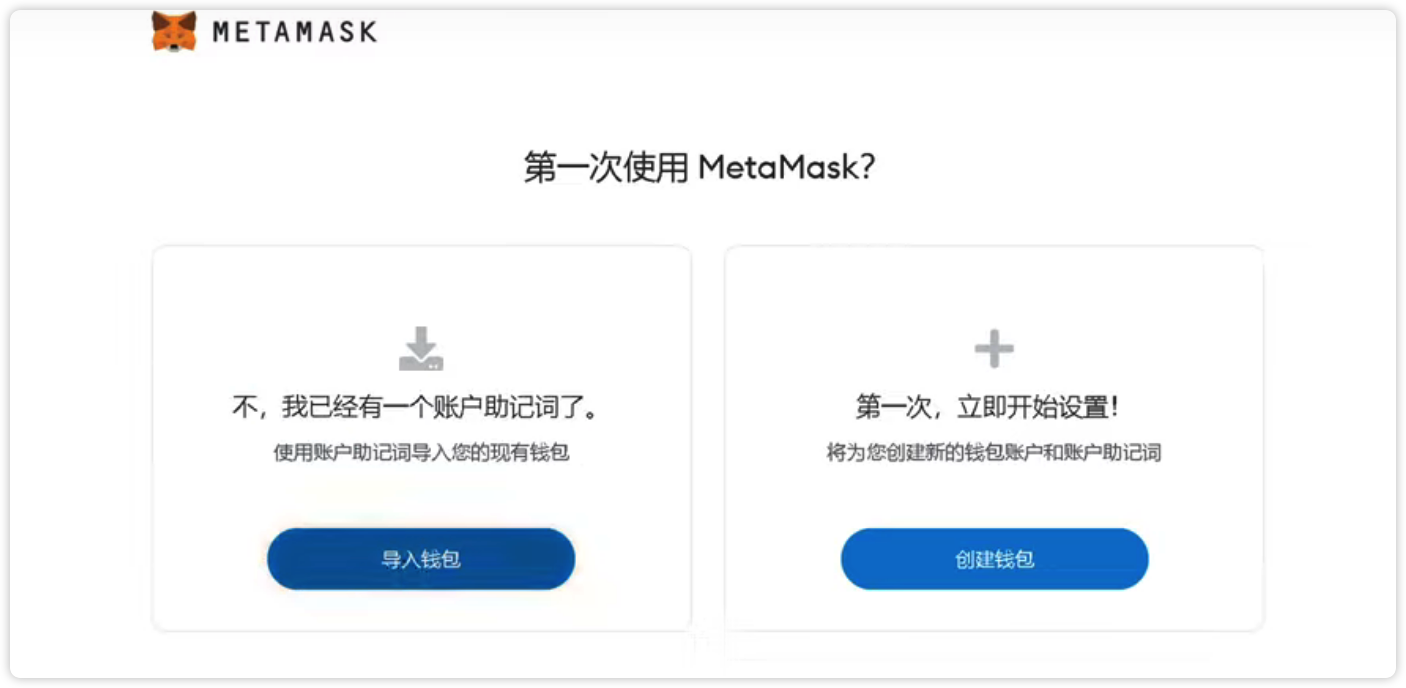 METAMASK
第一次使用 MetaMask?
不，我已经有一个账户助记词了。
使用账户助记词导入您的现有钱包
导入钱包
第一次，立即开始设置！
将为您创建新的钱包账户和账户助记词
创建钱包